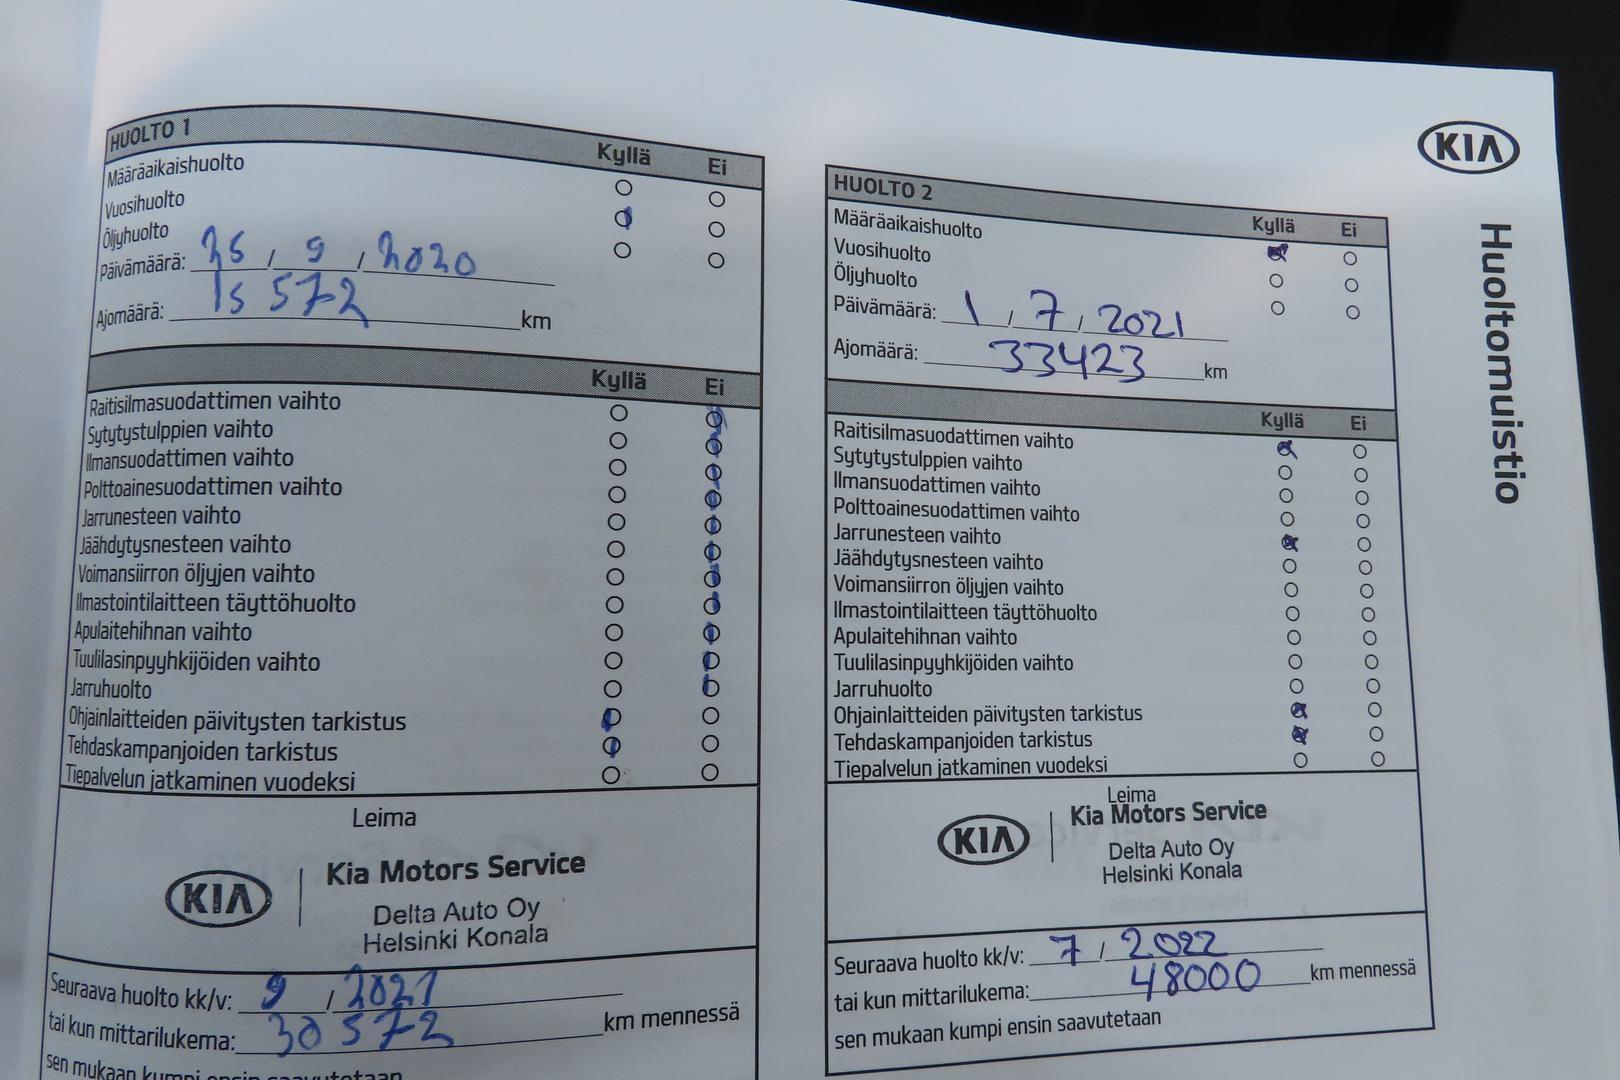 HUOLTO 1
Kyllä Ei
Määräaikaishuolto
Vuosihuolto
Öljyhuolto
Päivämäärä: 25 / 9 / 2020
Ajomäärä: 15 572 km
Kyllä Ei
Raitisilmasuodattimen vaihto
Sytytystulppien vaihto
Ilmansuodattimen vaihto
Polttoainesuodattimen vaihto
Jarrunesteen vaihto
Jäähdytysnesteen vaihto
Voimansiirron öljyjen vaihto
Ilmastointilaitteen täyttöhuolto
Apulaitehihnan vaihto
Tuulilasinpyyhkijöiden vaihto
Jarruhuolto
Ohjainlaitteiden päivitysten tarkistus
Tehdaskampanjoiden tarkistus
Tiepalvelun jatkaminen vuodeksi
Leima
KIA
Kia Motors Service
Delta Auto Oy
Helsinki Konala
Seuraava huolto kk/v: 9 / 2021
tai kun mittarilukema: 30 572 km mennessä
sen mukaan kumpi ensin saavutetaan
HUOLTO 2
Kyllä Ei
Määräaikaishuolto
Vuosihuolto
Öljyhuolto
Päivämäärä: 1 / 7 / 2021
Ajomäärä: 33423 km
Kyllä Ei
Raitisilmasuodattimen vaihto
Sytytystulppien vaihto
Ilmansuodattimen vaihto
Polttoainesuodattimen vaihto
Jarrunesteen vaihto
Jäähdytysnesteen vaihto
Voimansiirron öljyjen vaihto
Ilmastointilaitteen täyttöhuolto
Apulaitehihnan vaihto
Tuulilasinpyyhkijöiden vaihto
Jarruhuolto
Ohjainlaitteiden päivitysten tarkistus
Tehdaskampanjoiden tarkistus
Tiepalvelun jatkaminen vuodeksi
Leima
KIA
Kia Motors Service
Delta Auto Oy
Helsinki Konala
Seuraava huolto kk/v: 7 / 2022
tai kun mittarilukema: 48000 km mennessä
sen mukaan kumpi ensin saavutetaan
KIA
Huoltomuistio